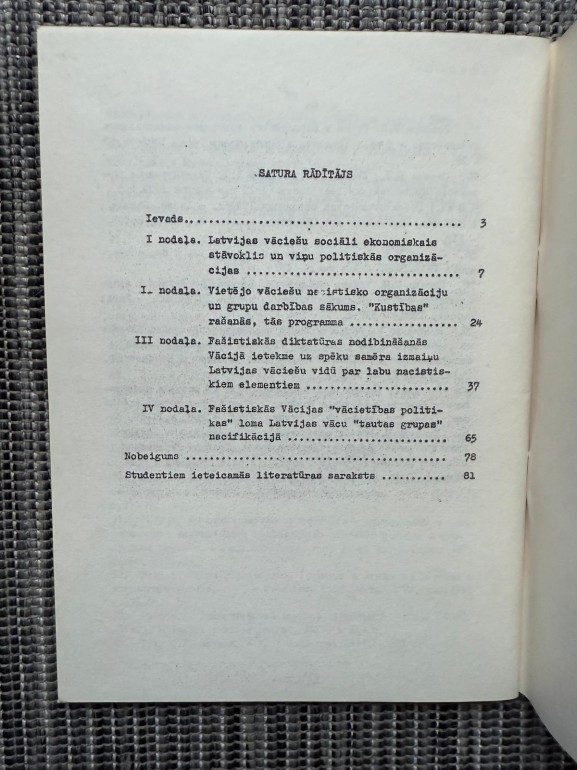 SATURA RĀDĪTĀJS
Ievads............................................. 3
I nodaļa. Latvijas vāciešu sociāli ekonomiskais
stāvoklis un viņu politiskās organizā-
cijas ................................... 7
I nodaļa. Vietējo vāciešu nacistisko organizāciju
un grupu darbības sākums. "Kustības"
rašanās, tās programma .................. 24
III nodaļa. Fašistiskās diktatūras nodibināšanās
Vācijā ietekme uz spēku samēra izmaiņu
Latvijas vāciešu vidū par labu nacistis-
kiem elementiem ........................ 37
IV nodaļa. Fašistiskās Vācijas "vācietības politi-
kas" loma Latvijas vācu "tautas grupas"
nacifikācijā .......................... 65
Nobeigums .......................................... 78
Studentiem ieteicamās literatūras saraksts ........... 81